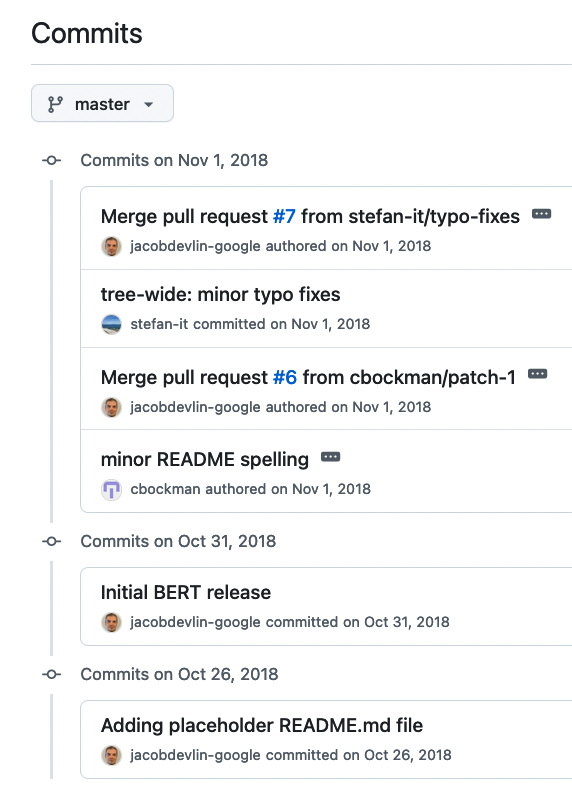 Commits
master
Commits on Nov 1, 2018
Merge pull request #7 from stefan-it/typo-fixes
jacobdevlin-google authored on Nov 1, 2018
tree-wide: minor typo fixes
stefan-it committed on Nov 1, 2018
Merge pull request #6 from cbockman/patch-1
jacobdevlin-google authored on Nov 1, 2018
minor README spelling
cbockman authored on Nov 1, 2018
Commits on Oct 31, 2018
Initial BERT release
jacobdevlin-google committed on Oct 31, 2018
Commits on Oct 26, 2018
Adding placeholder README.md file
jacobdevlin-google committed on Oct 26, 2018